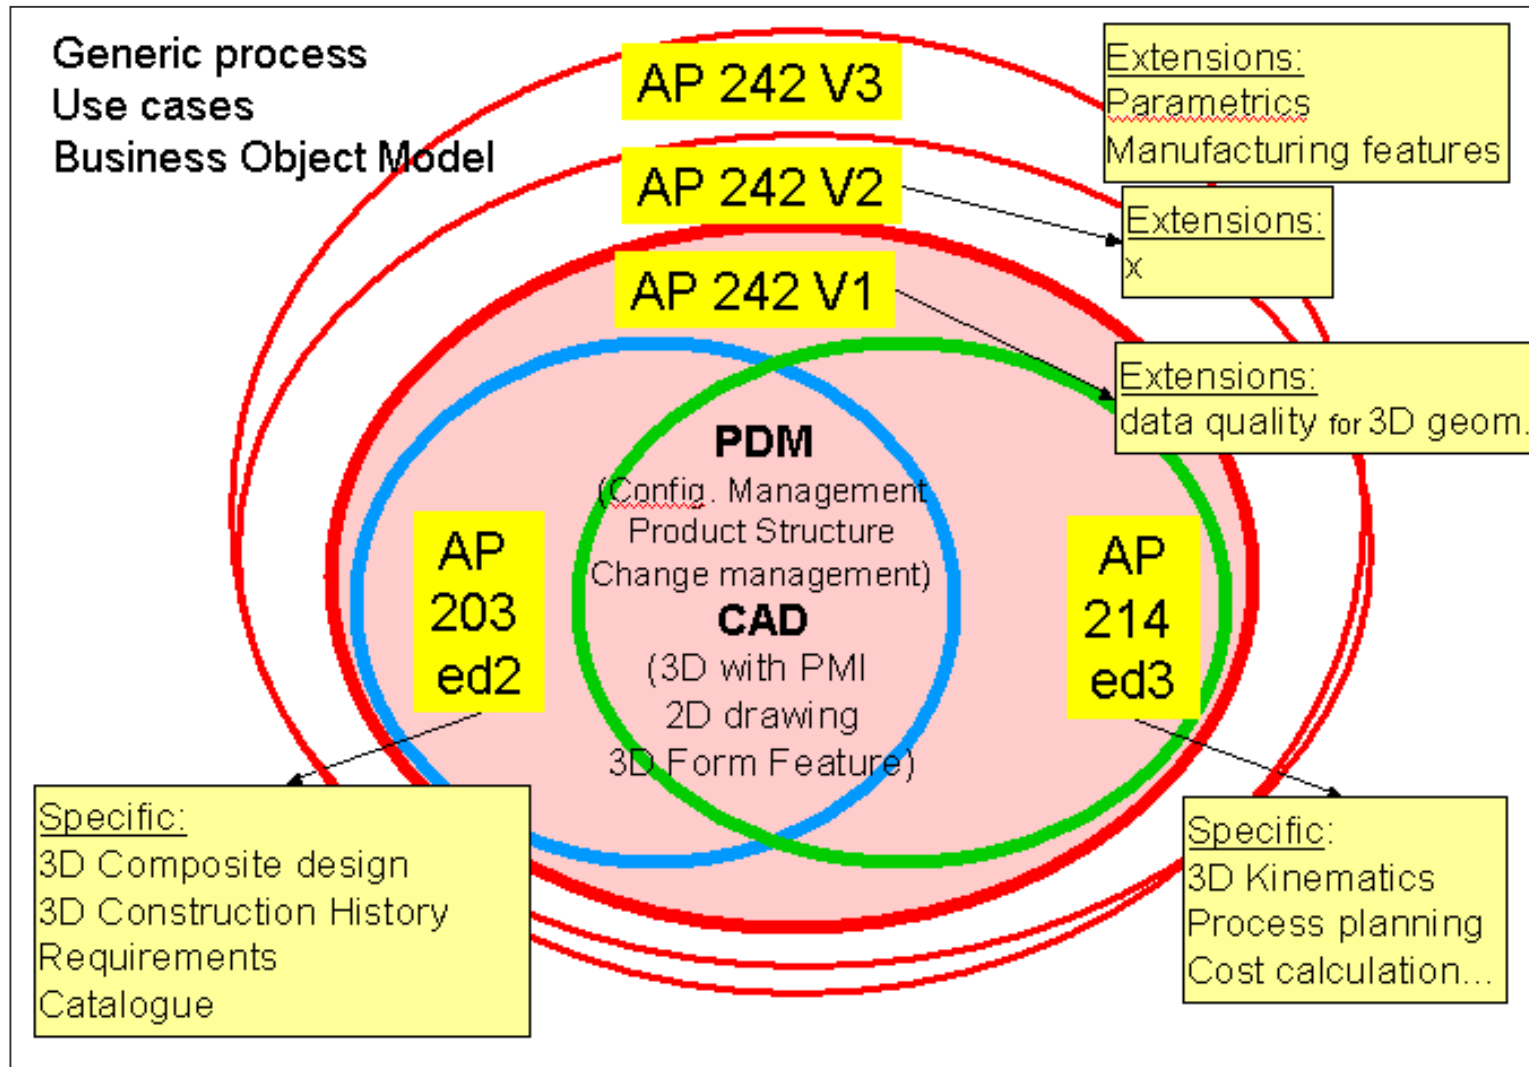 Generic process
Use cases
Business Object Model
AP 242 V3
Extensions:
Parametrics
Manufacturing features
AP 242 V2
Extensions:
x
AP 242 V1
Extensions:
data quality for 3D geom.
PDM
(Config. Management
Product Structure
Change management)
CAD
(3D with PMI
2D drawing
3D Form Feature)
AP
203
ed2
AP
214
ed3
Specific:
3D Composite design
3D Construction History
Requirements
Catalogue
Specific:
3D Kinematics
Process planning
Cost calculation...